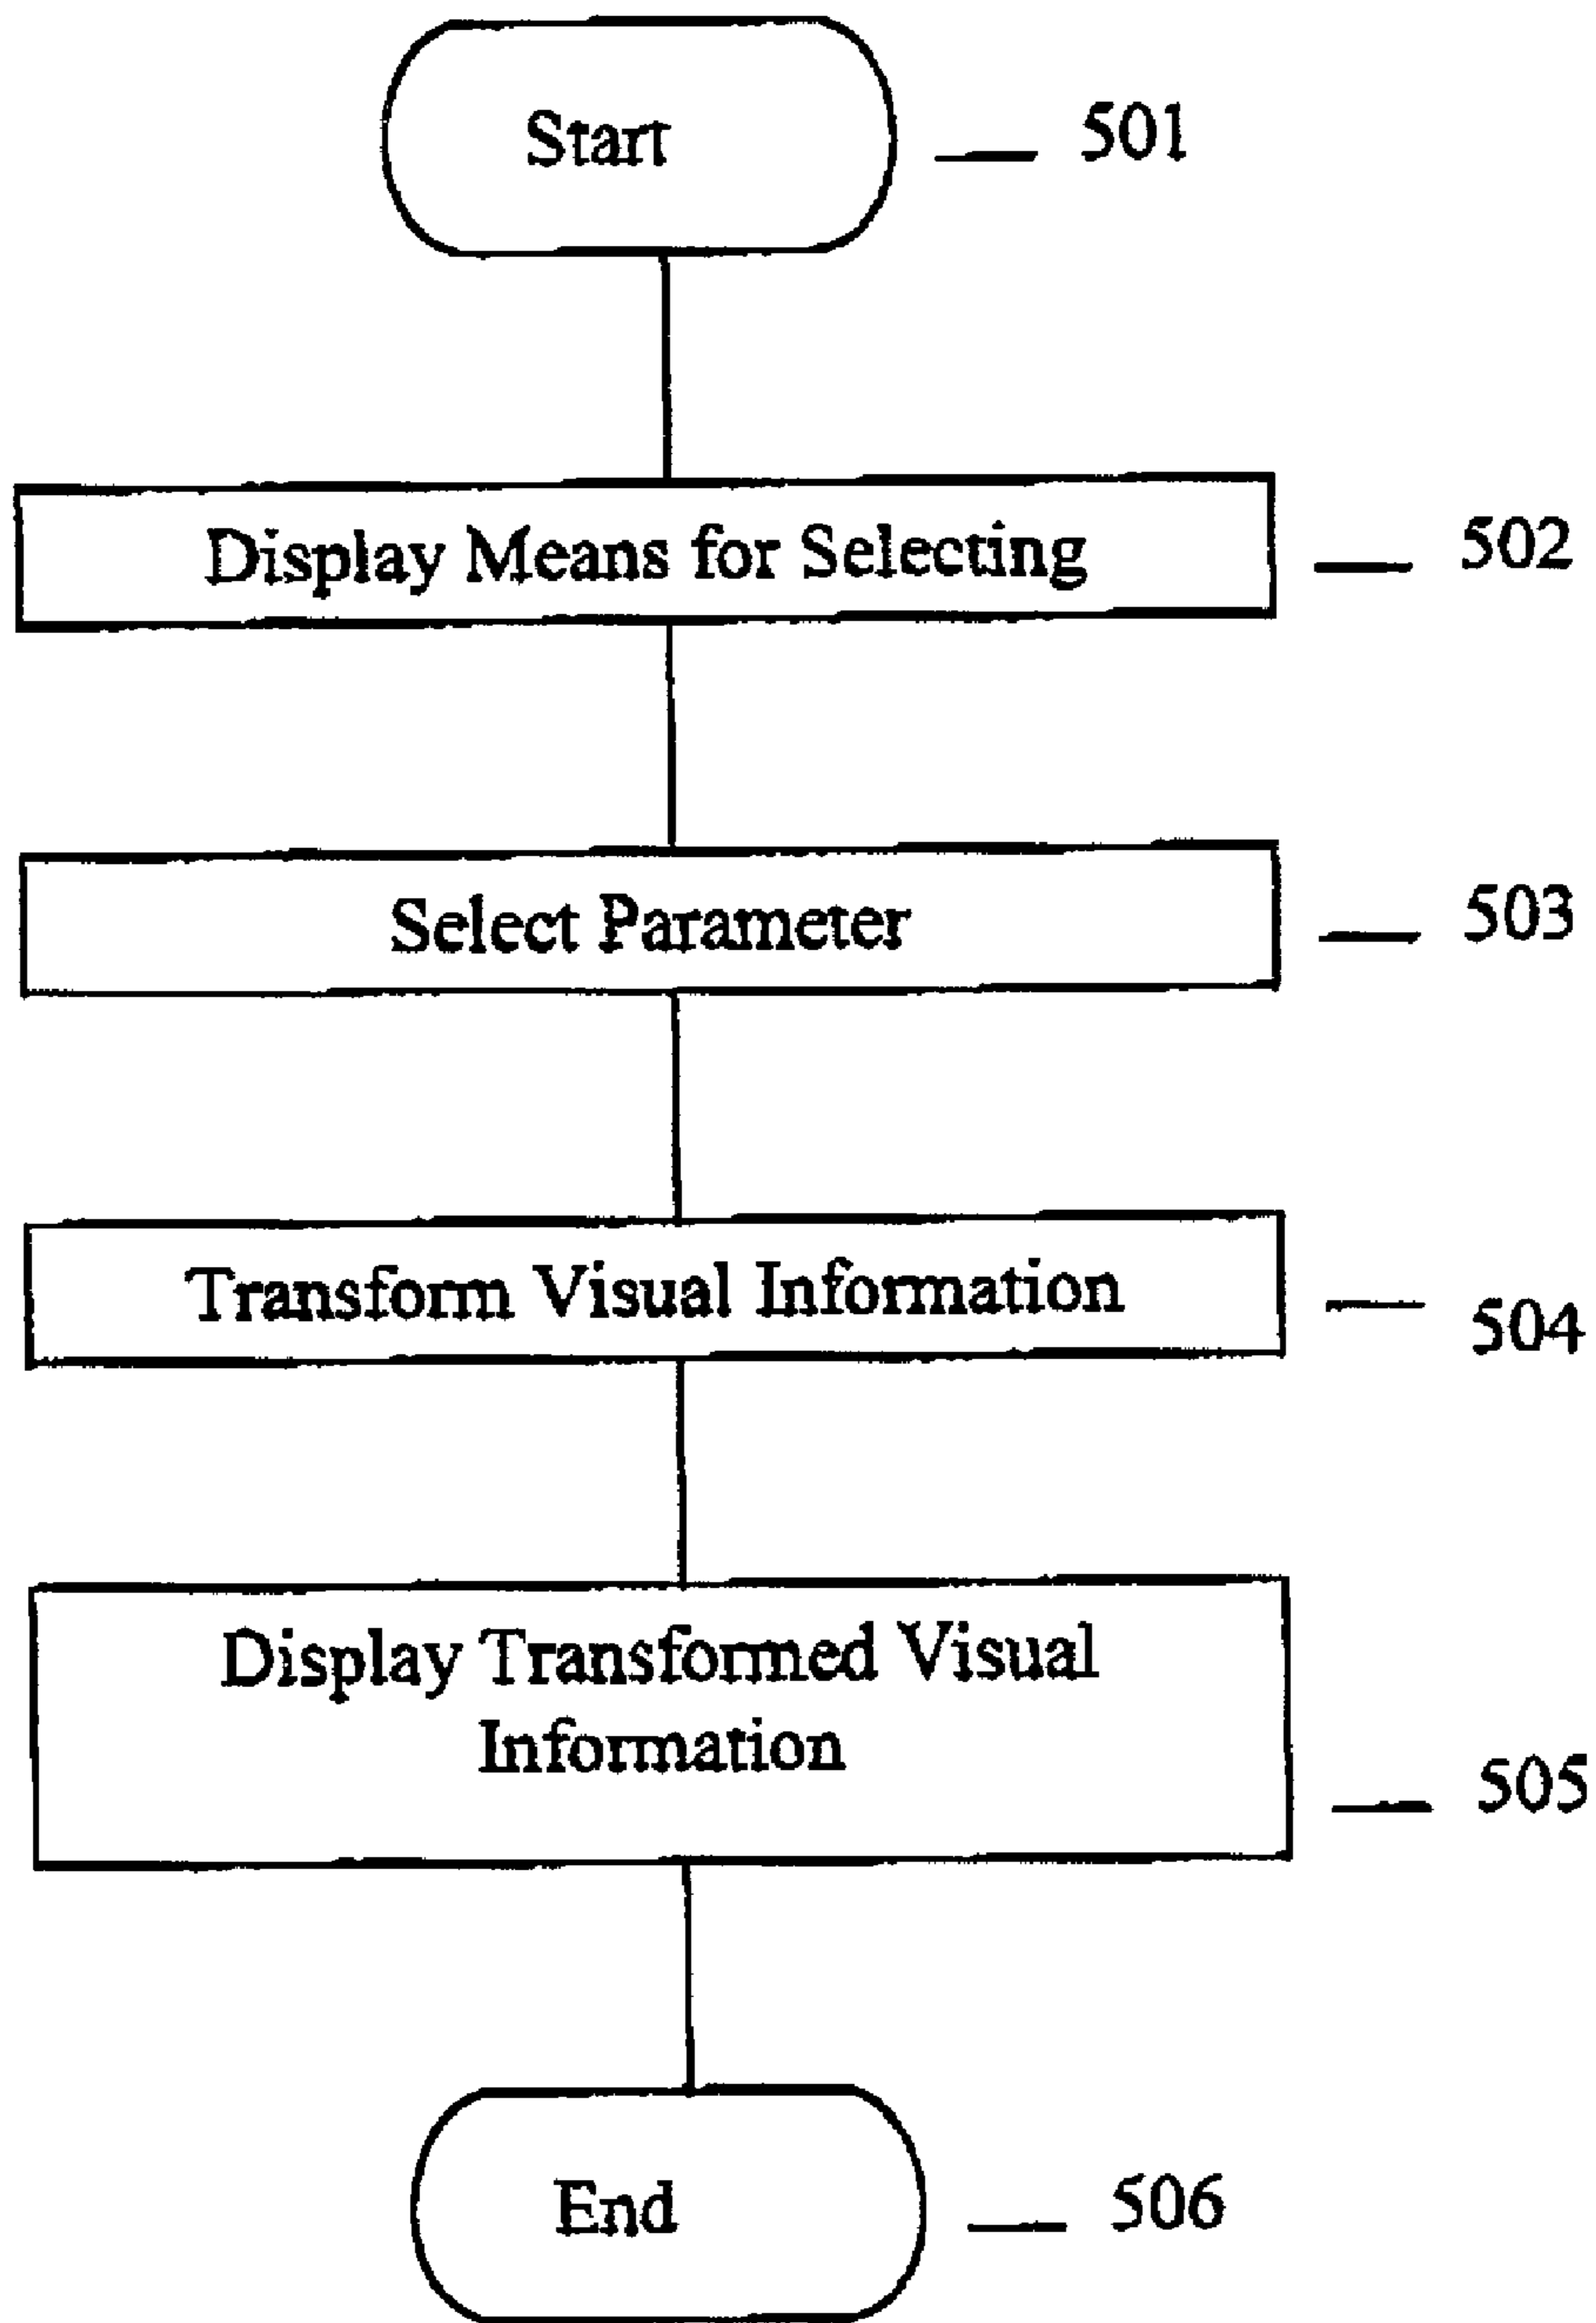 Start 501
Display Means for Selecting 502
Select Parameter 503
Transform Visual Information 504
Display Transformed Visual
Information
505
End 506